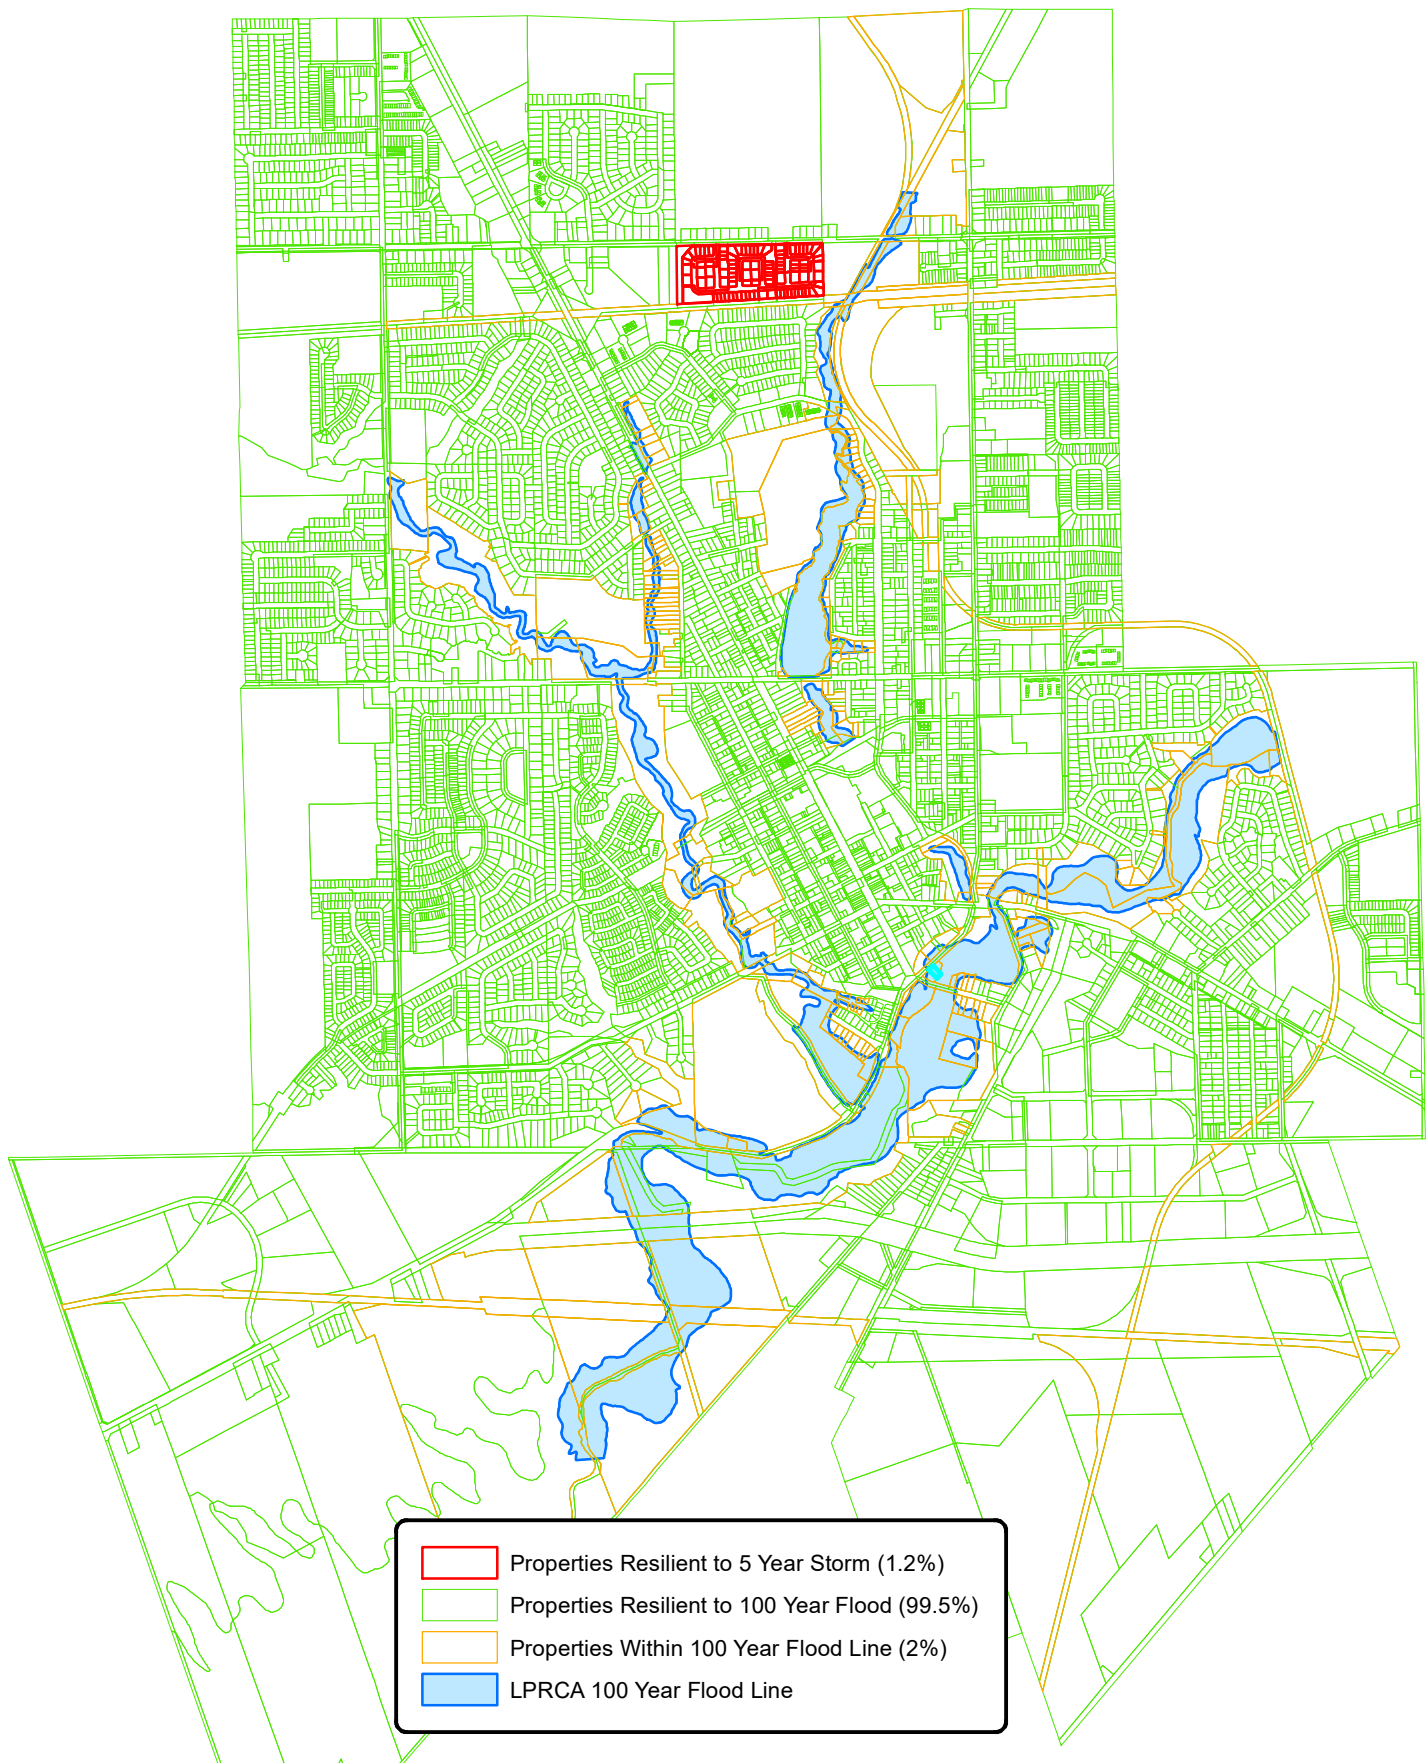 Properties Resilient to 5 Year Storm (1.2%)
Properties Resilient to 100 Year Flood (99.5%)
Properties Within 100 Year Flood Line (2%)
LPRCA 100 Year Flood Line